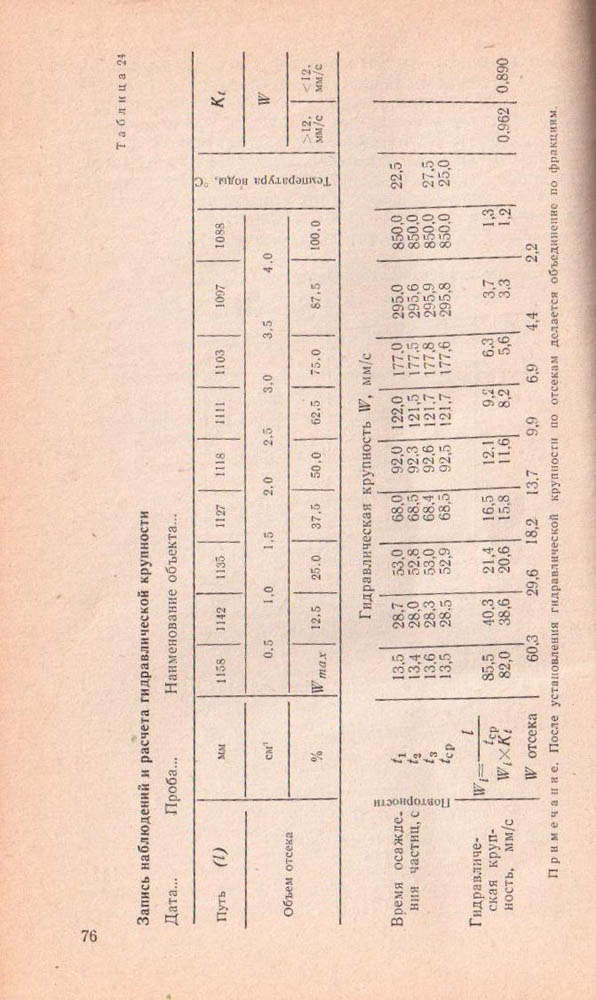 76
Таблица 24
Запись наблюдений и расчета гидравлической крупности
Дата... Проба... Наименование объекта...
Путь (l) мм 1158 1142 1135 1127 1118 1111 1103 1097 1088 Температура воды, °С K_t
Объем отсека см³ 0,5 1,0 1,5 2,0 2,5 3,0 3,5 4,0 W
% W max 12,5 25,0 37,5 50,0 62,5 75,0 87,5 100,0 >12, мм/с <12, мм/с
Гидравлическая крупность W, мм/с
Время осажде-
ния частиц, с
Повторности
t₁ 13,5 28,7 53,0 68,0 92,0 122,0 177,0 295,0 850,0 22,5
t₂ 13,4 28,0 52,8 68,5 92,3 121,5 177,5 295,6 850,0
t₃ 13,6 28,3 53,0 68,4 92,6 121,7 177,8 295,9 850,0 27,5
tср 13,5 28,5 52,9 68,5 92,5 121,7 177,6 295,8 850,0 25,0
Гидравличе-
ская круп-
ность, мм/с
W_i = l/tср 85,5 40,3 21,4 16,5 12,1 9,2 6,3 3,7 1,3
W_i×K_t 82,0 38,6 20,6 15,8 11,6 8,2 5,6 3,3 1,2 0,962 0,890
W отсека 60,3 29,6 18,2 13,7 9,9 6,9 4,4 2,2
Примечание. После установления гидравлической крупности по отсекам делается объединение по фракциям.